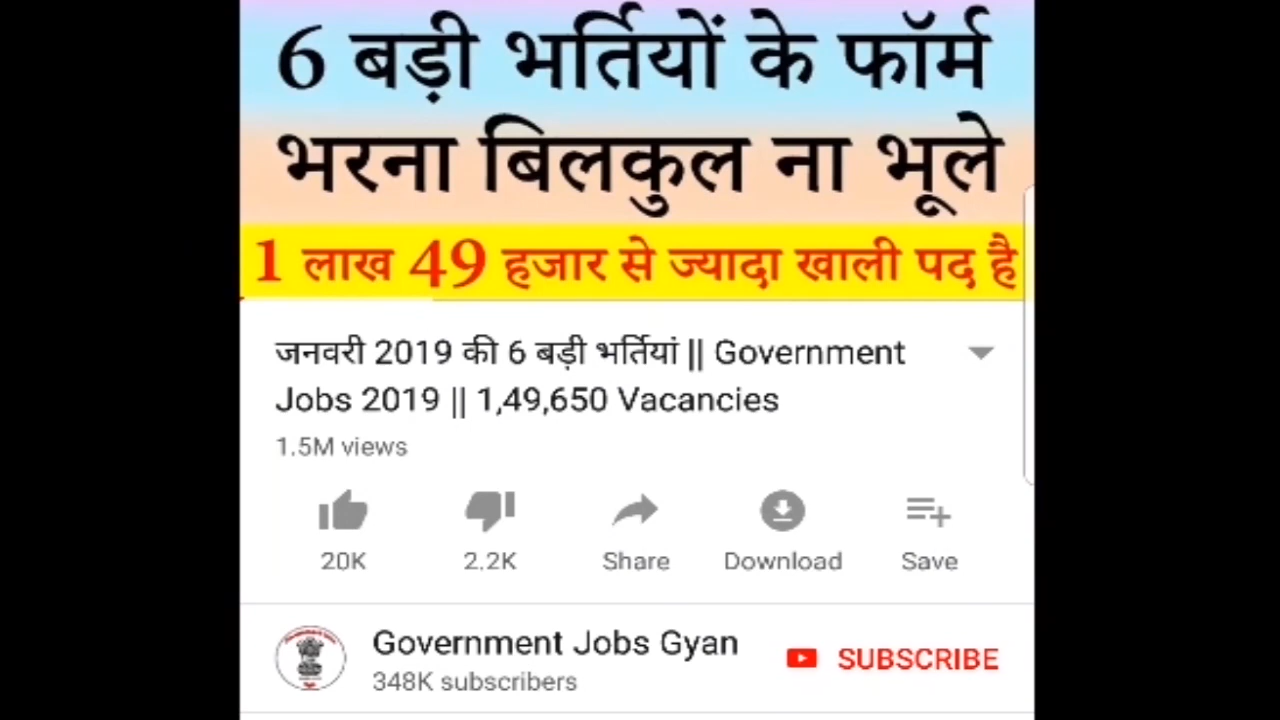 6 बड़ी भर्तियों के फॉर्म
भरना बिलकुल ना भूले
1 लाख 49 हजार से ज्यादा खाली पद है
जनवरी 2019 की 6 बड़ी भर्तियां || Government
Jobs 2019 || 1,49,650 Vacancies
1.5M views
20K 2.2K Share Download Save
Government Jobs Gyan
SUBSCRIBE
348K subscribers